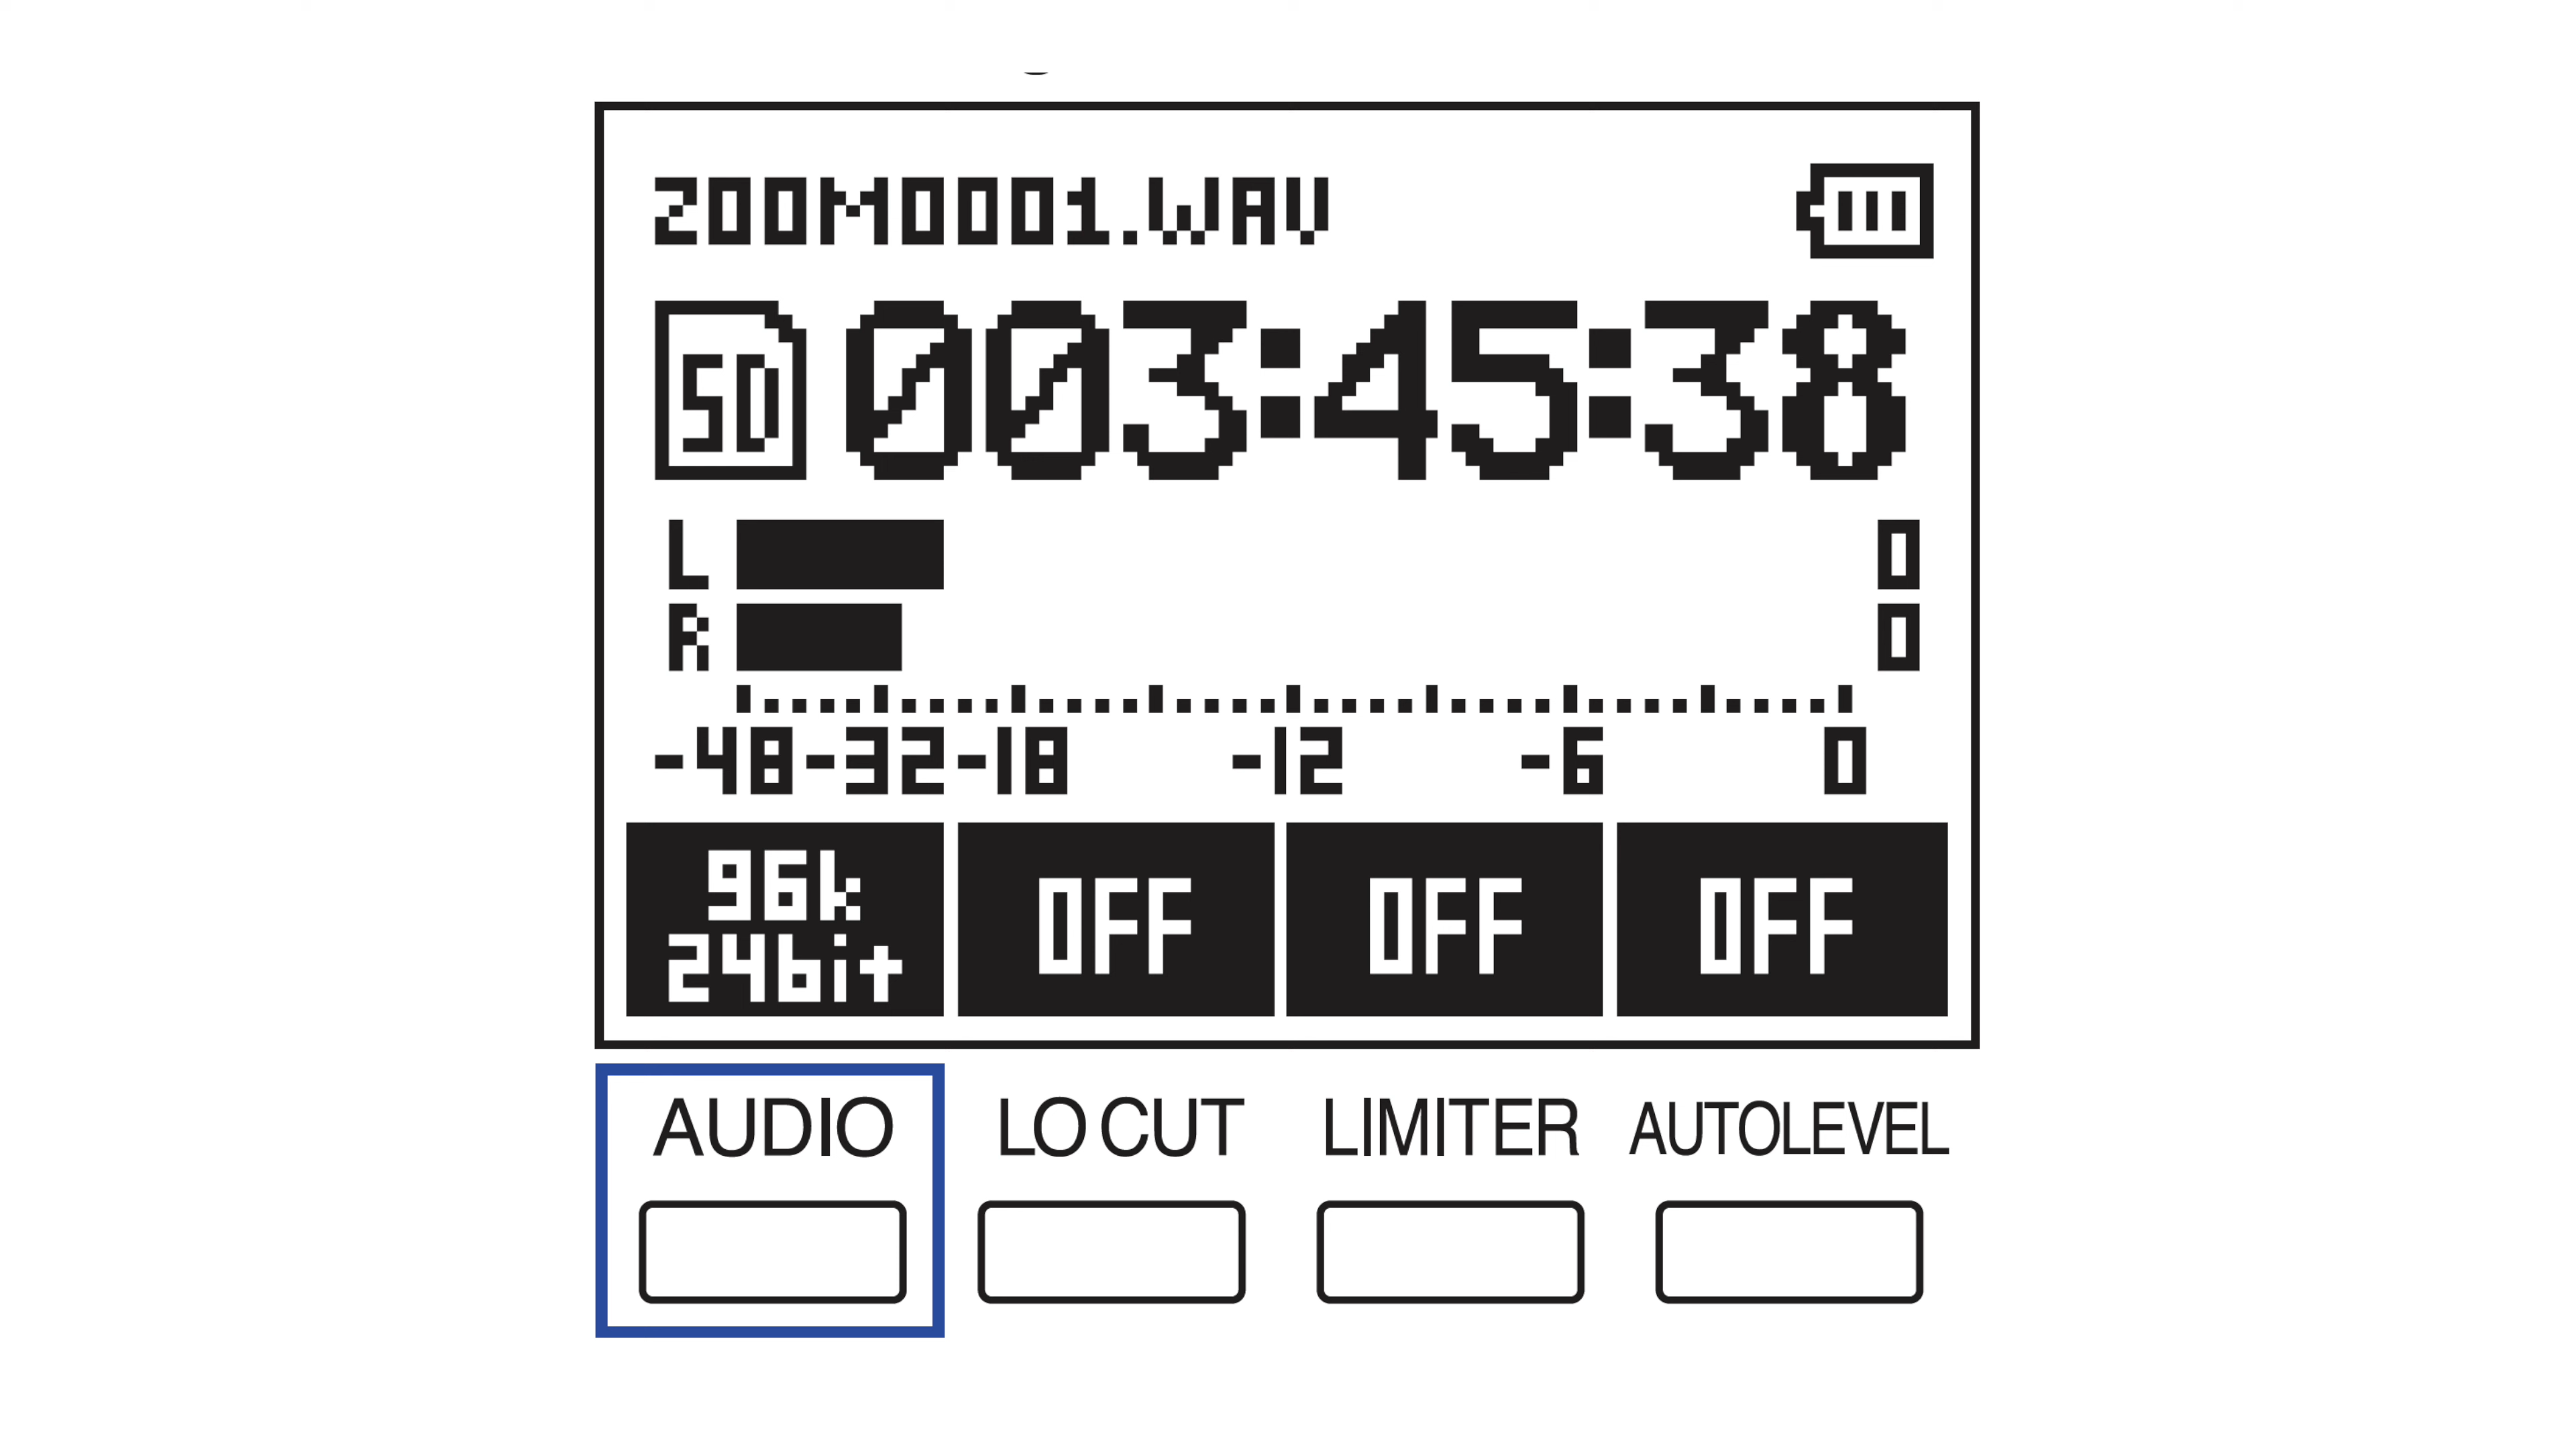 ZOOM0001.WAV
SD 003:45:38
L 0
R 0
-48 -32 -18 -12 -6 0
96k OFF OFF OFF
24bit
AUDIO LO CUT LIMITER AUTOLEVEL